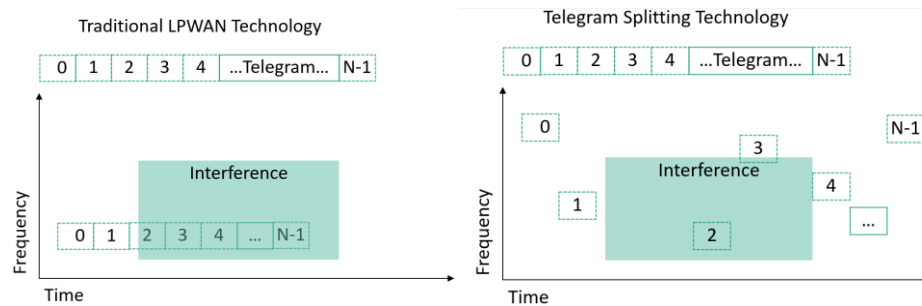 Traditional LPWAN Technology
0 1 2 3 4 ...Telegram... N-1
Frequency
Interference
0 1 2 3 4 ... N-1
Time
Telegram Splitting Technology
0 1 2 3 4 ...Telegram... N-1
Frequency
0
N-1
3
Interference
4
1
...
2
Time